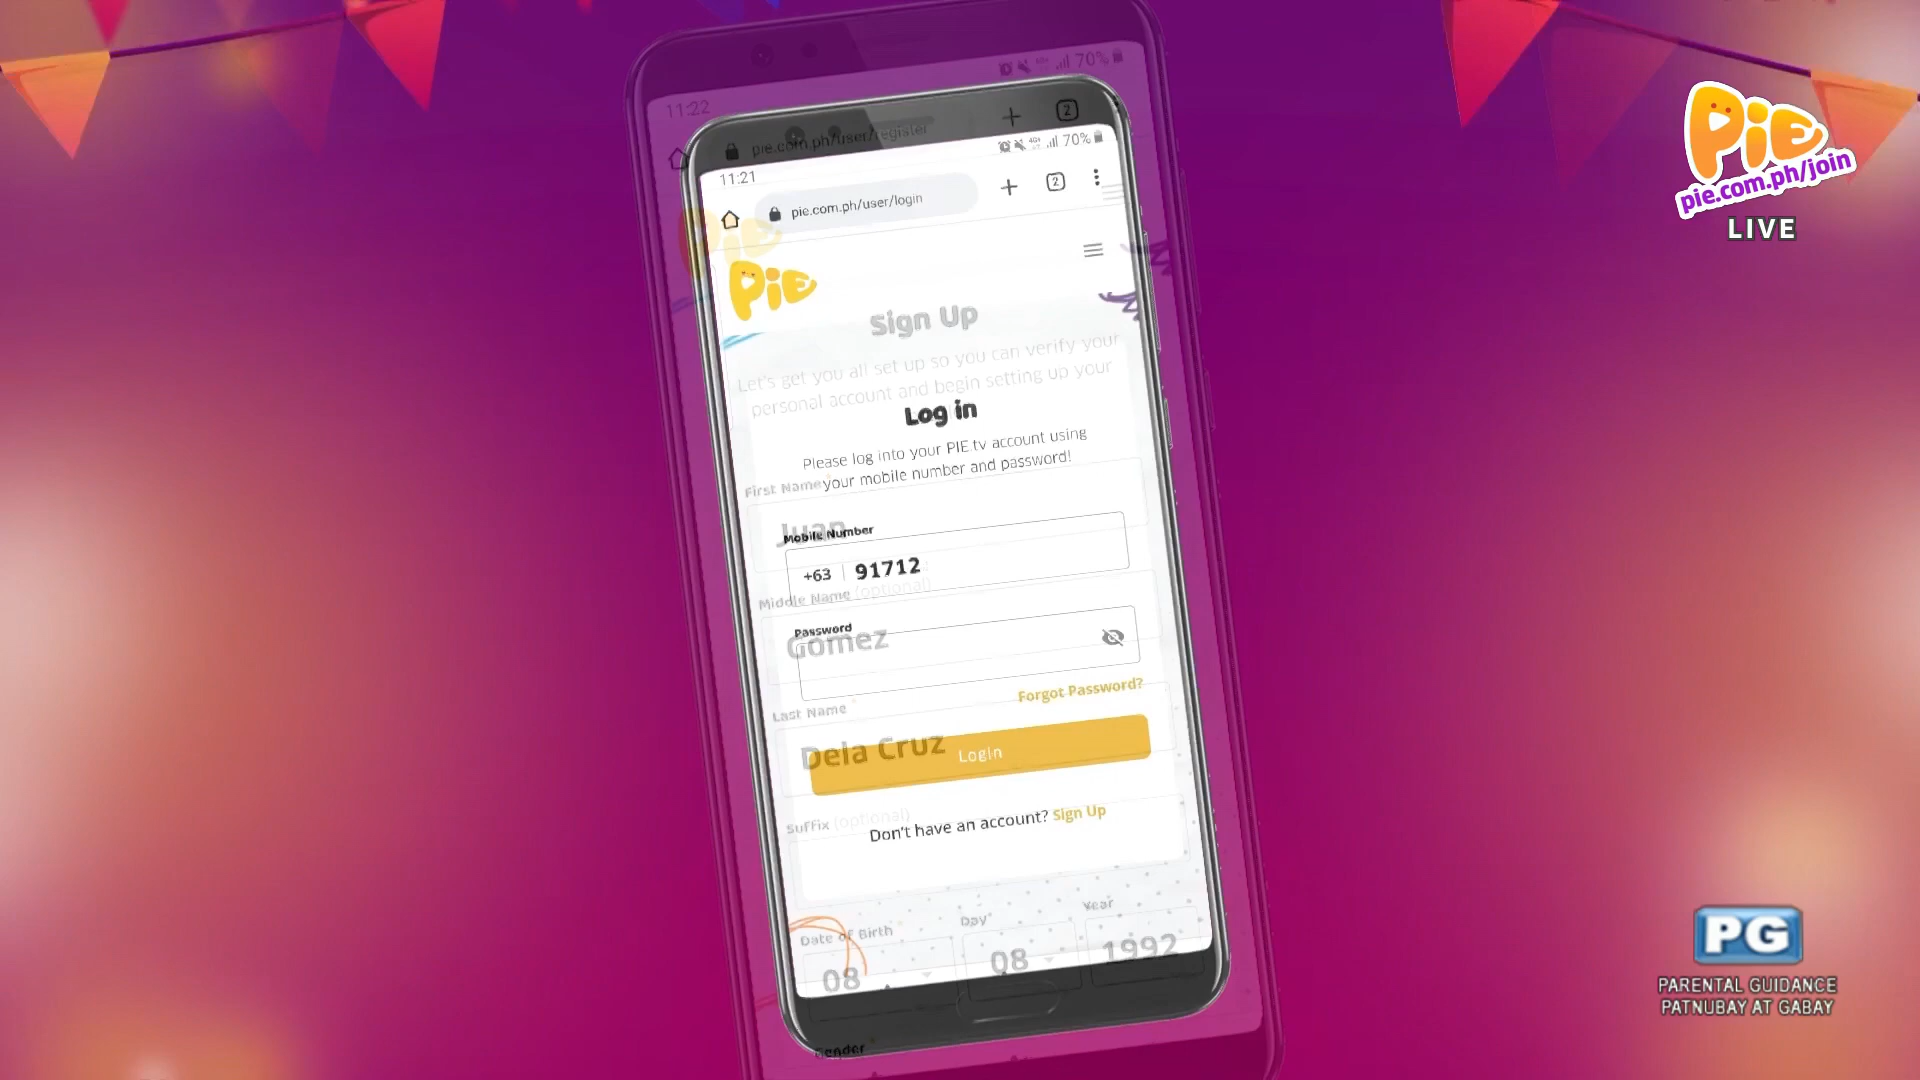 11:22
70%
2
pie.com.ph/user/register
11:21
70%
pie.com.ph/user/login
2
Pie
Pie
Sign Up
Let's get you all set up so you can verify your
personal account and begin setting up your
Log in
Please log into your PIE tv account using
your mobile number and password!
First Name
Juan
Mobile Number
+63 | 91712
Middle Name (optional)
Password
Gomez
Forgot Password?
Last Name
Dela Cruz
Login
Suffix (optional)
Don't have an account? Sign Up
Date of Birth
Day
Year
08
08
1992
Gender
Pie
pie.com.ph/join
LIVE
PG
PARENTAL GUIDANCE
PATNUBAY AT GABAY